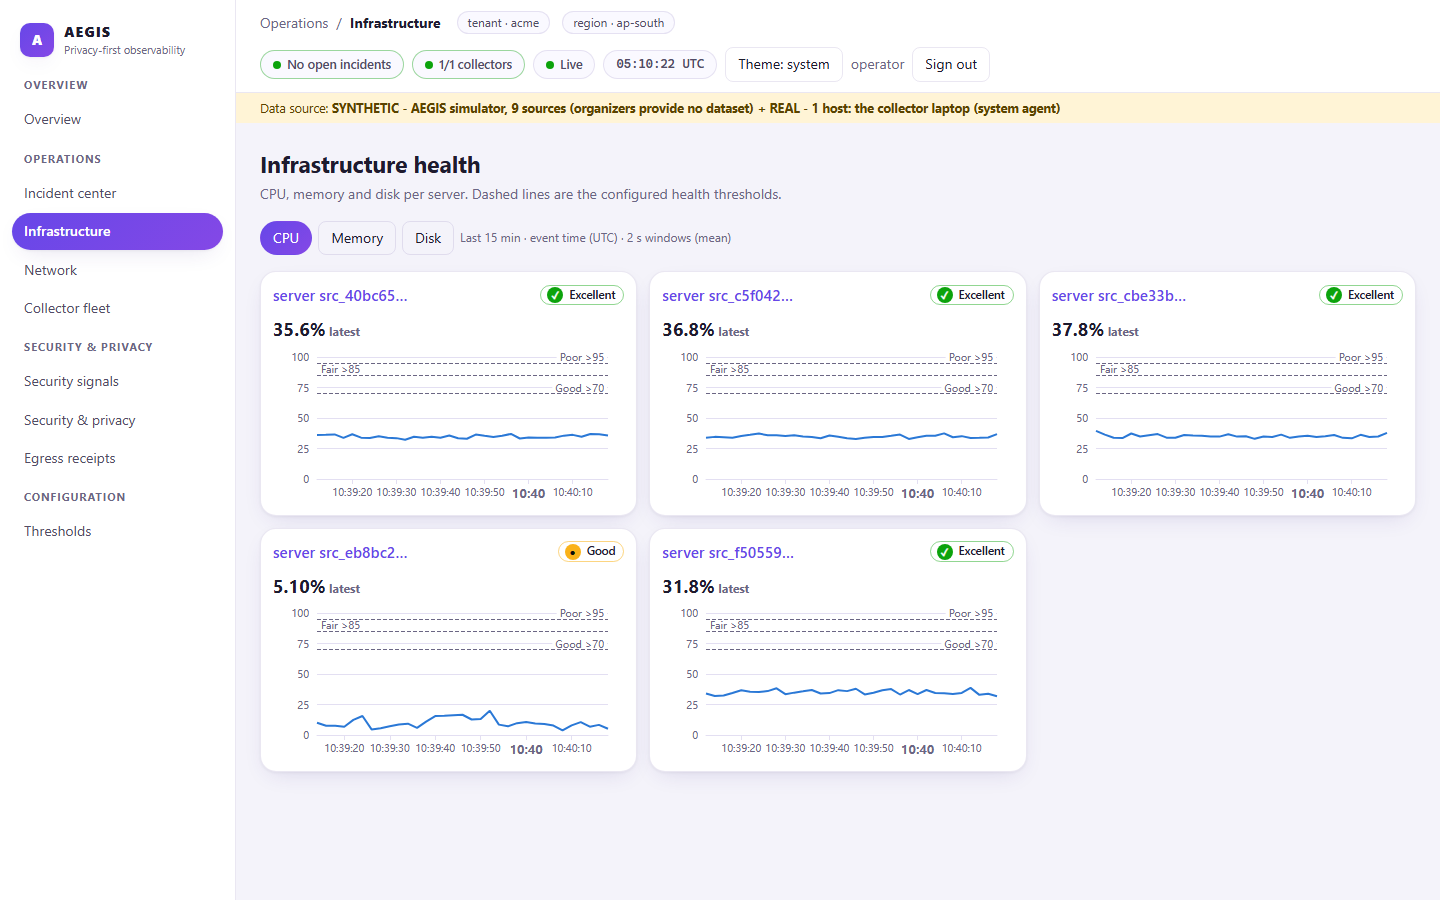 A
AEGIS
Privacy-first observability
OVERVIEW
Overview
OPERATIONS
Incident center
Infrastructure
Network
Collector fleet
SECURITY & PRIVACY
Security signals
Security & privacy
Egress receipts
CONFIGURATION
Thresholds
Operations / Infrastructure tenant · acme region · ap-south
No open incidents 1/1 collectors Live 05:10:22 UTC Theme: system operator Sign out
Data source: SYNTHETIC - AEGIS simulator, 9 sources (organizers provide no dataset) + REAL - 1 host: the collector laptop (system agent)
Infrastructure health
CPU, memory and disk per server. Dashed lines are the configured health thresholds.
CPU Memory Disk Last 15 min · event time (UTC) · 2 s windows (mean)
server src_40bc65... Excellent
35.6% latest
100 Poor >95
Fair >85
75 Good >70
50
25
0
10:39:20 10:39:30 10:39:40 10:39:50 10:40 10:40:10
server src_c5f042... Excellent
36.8% latest
100 Poor >95
Fair >85
75 Good >70
50
25
0
10:39:20 10:39:30 10:39:40 10:39:50 10:40 10:40:10
server src_cbe33b... Excellent
37.8% latest
100 Poor >95
Fair >85
75 Good >70
50
25
0
10:39:20 10:39:30 10:39:40 10:39:50 10:40 10:40:10
server src_eb8bc2... Good
5.10% latest
100 Poor >95
Fair >85
75 Good >70
50
25
0
10:39:20 10:39:30 10:39:40 10:39:50 10:40 10:40:10
server src_f50559... Excellent
31.8% latest
100 Poor >95
Fair >85
75 Good >70
50
25
0
10:39:20 10:39:30 10:39:40 10:39:50 10:40 10:40:10